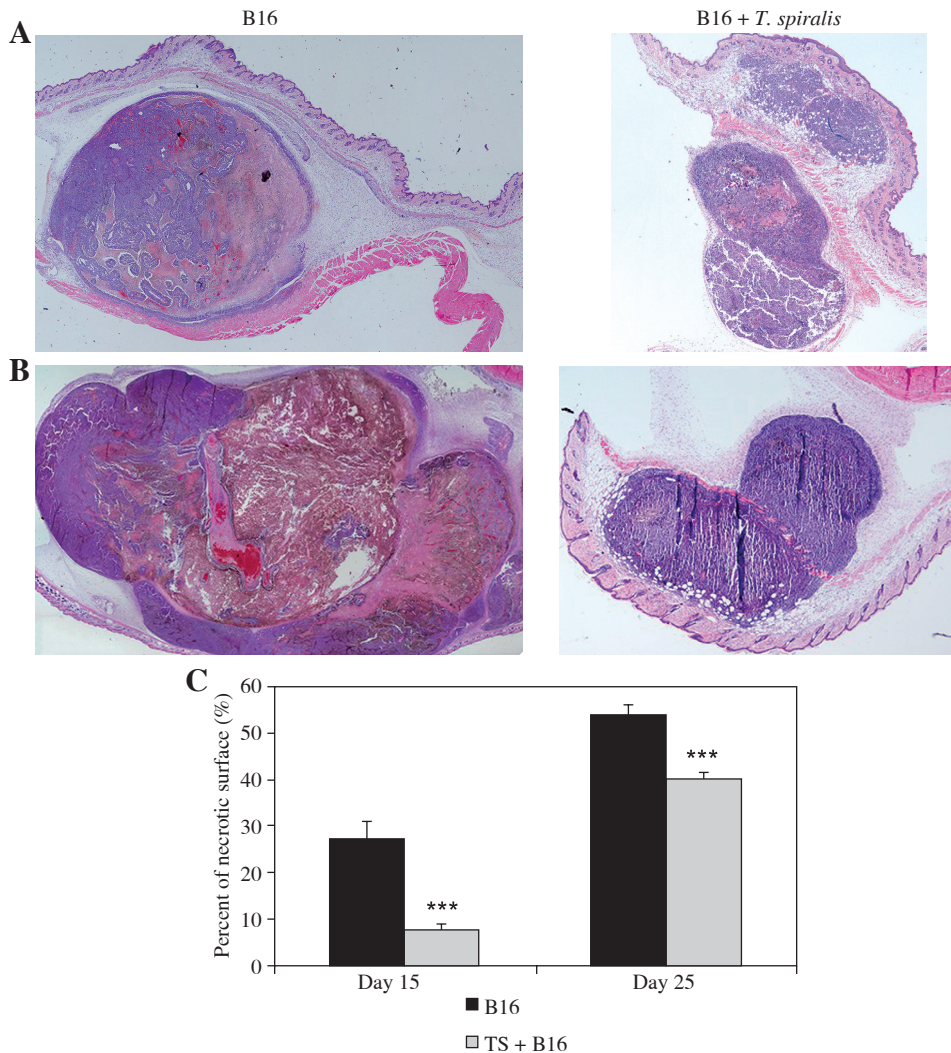 B16
B16 + T. spiralis
A
B
C
Percent of necrotic surface (%)
60
50
40
30
20
10
0
***
***
Day 15
Day 25
B16
TS + B16